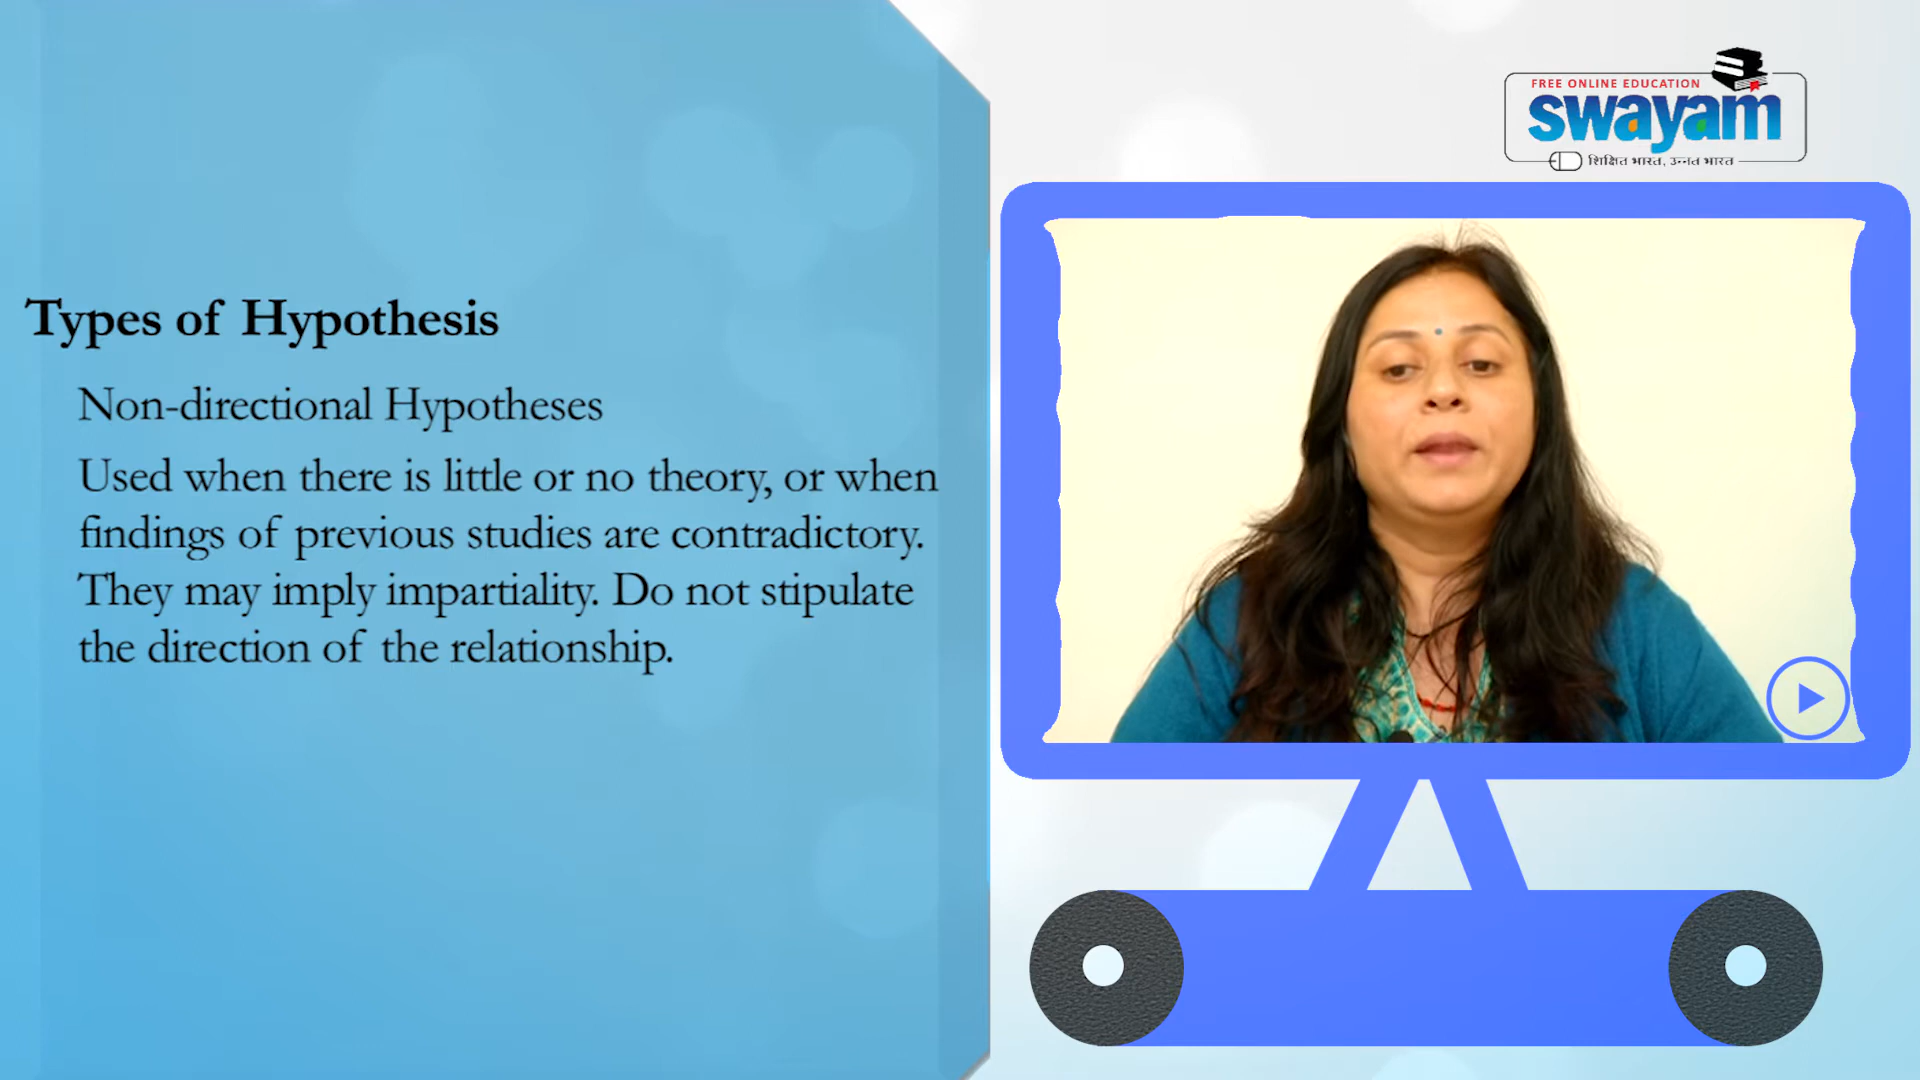 Types of Hypothesis
Non-directional Hypotheses
Used when there is little or no theory, or when
findings of previous studies are contradictory.
They may imply impartiality. Do not stipulate
the direction of the relationship.
FREE ONLINE EDUCATION
swayam
शिक्षित भारत, उन्नत भारत